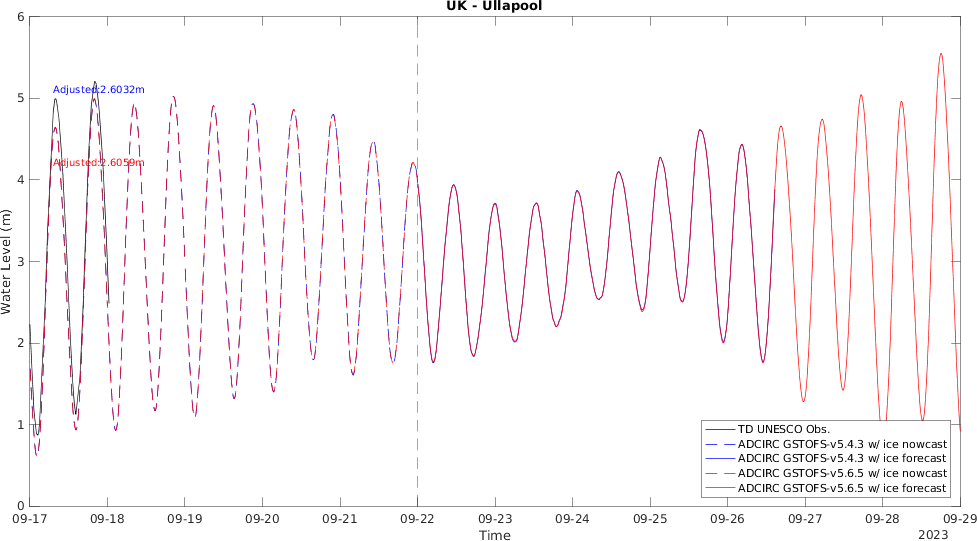 UK - Ullapool
6
5
4
3
2
1
0
Water Level (m)
Adjusted:2.6032m
Adjusted:2.6059m
TD UNESCO Obs.
ADCIRC GSTOFS-v5.4.3 w/ ice nowcast
ADCIRC GSTOFS-v5.4.3 w/ ice forecast
ADCIRC GSTOFS-v5.6.5 w/ ice nowcast
ADCIRC GSTOFS-v5.6.5 w/ ice forecast
09-17 09-18 09-19 09-20 09-21 09-22 09-23 09-24 09-25 09-26 09-27 09-28 09-29
Time
2023